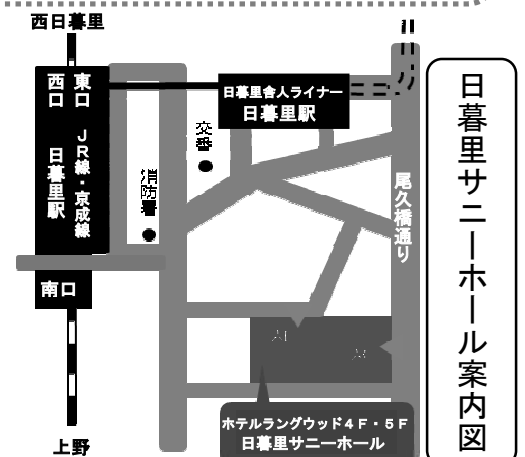 西日暮里
東口
西口
JR線・京成線
日暮里駅
南口
上野
日暮里舎人ライナー
日暮里駅
交番
消防署
尾久橋通り
ホテルラングウッド4F・5F
日暮里サニーホール
日暮里サニーホール案内図